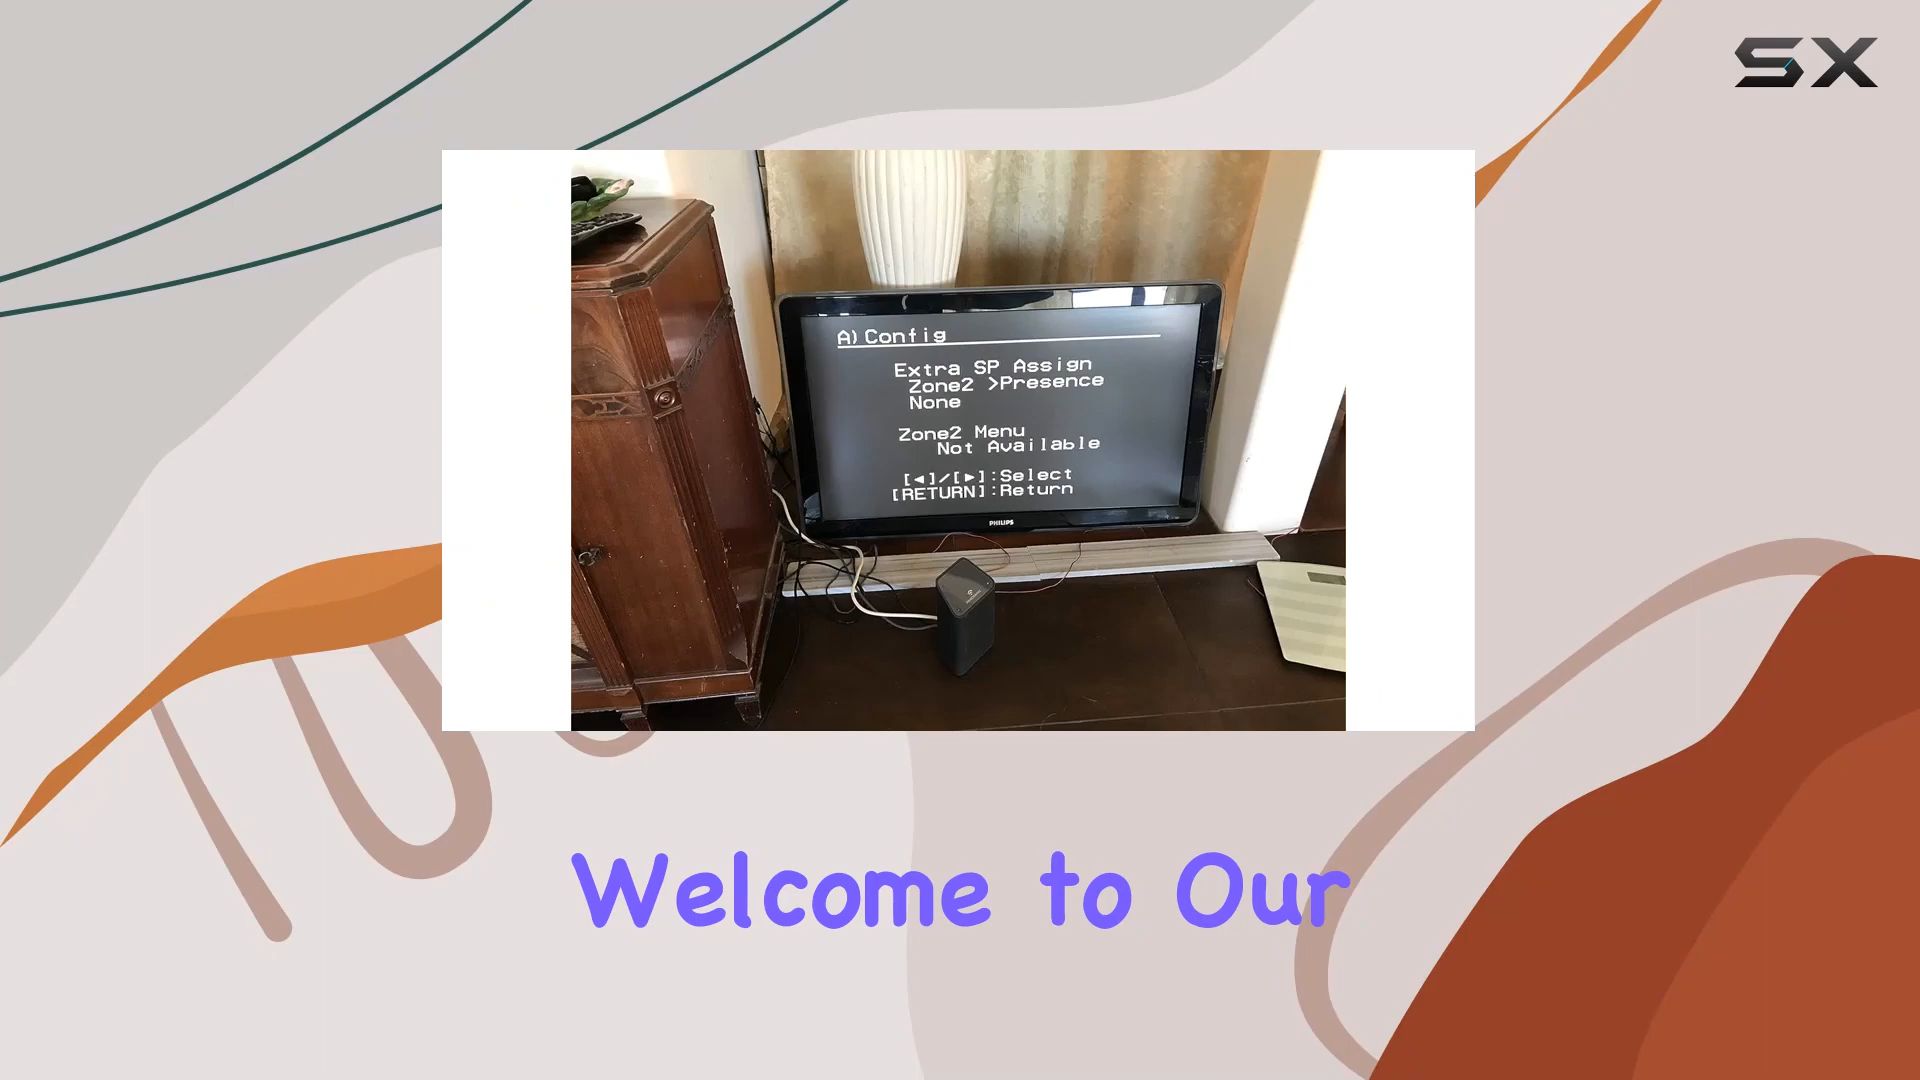 SX
A)Config
Extra SP Assign
Zone2 >Presence
None
Zone2 Menu
Not Available
[◄]/[►]:Select
[RETURN]:Return
PHILIPS
Welcome to Our